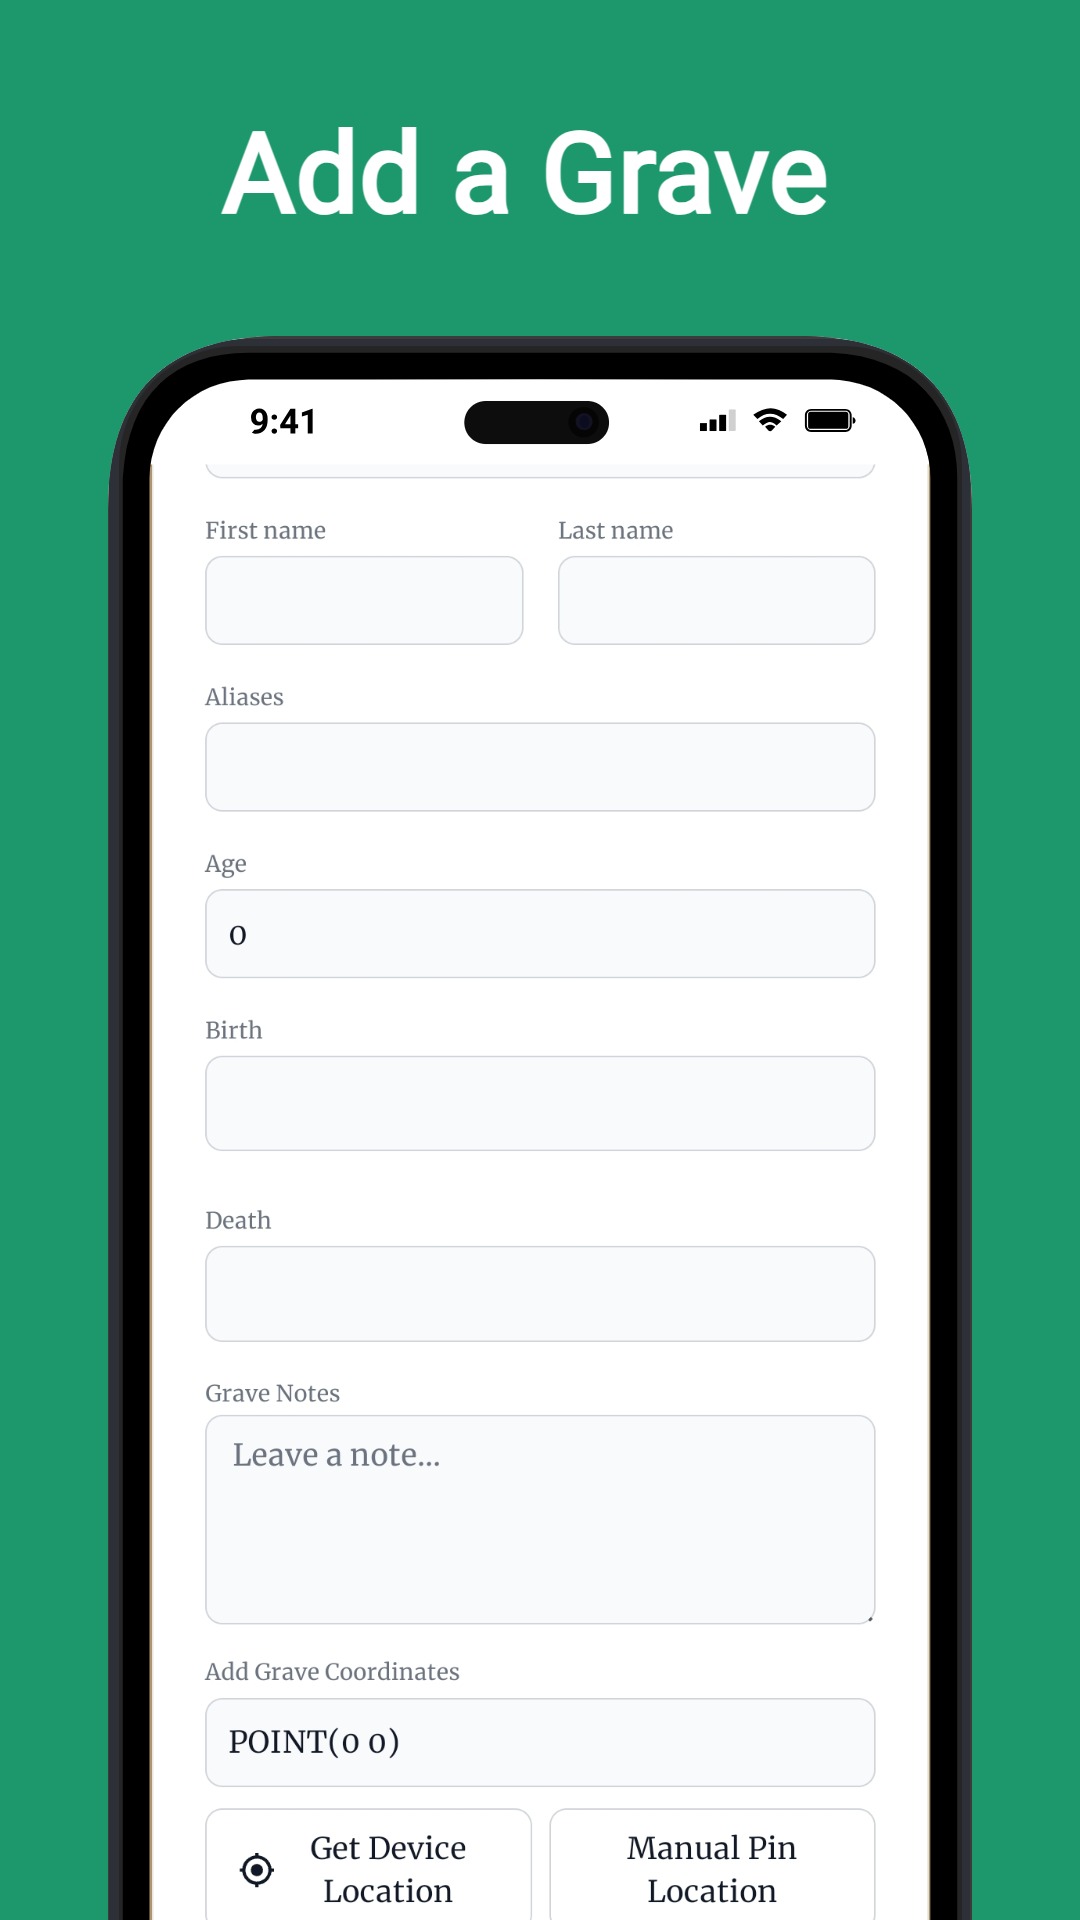 Add a Grave
9:41
First name Last name
Aliases
Age
0
Birth
Death
Grave Notes
Leave a note...
Add Grave Coordinates
POINT(0 0)
Get Device
Location
Manual Pin
Location